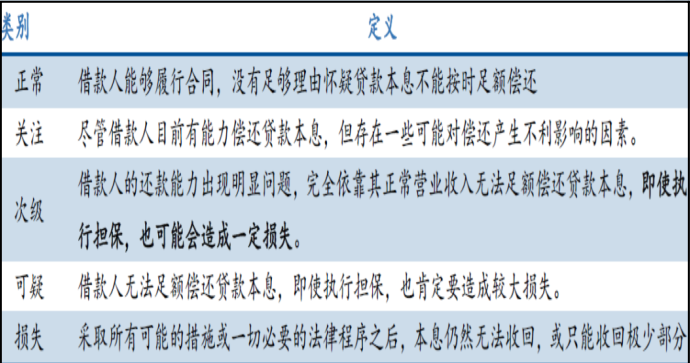 类别 定义
正常 借款人能够履行合同，没有足够理由怀疑贷款本息不能按时足额偿还
关注 尽管借款人目前有能力偿还贷款本息，但存在一些可能对偿还产生不利影响的因素。
次级 借款人的还款能力出现明显问题，完全依靠其正常营业收入无法足额偿还贷款本息，即使执
行担保，也可能会造成一定损失。
可疑 借款人无法足额偿还贷款本息，即使执行担保，也肯定要造成较大损失。
损失 采取所有可能的措施或一切必要的法律程序之后，本息仍然无法收回，或只能收回极少部分